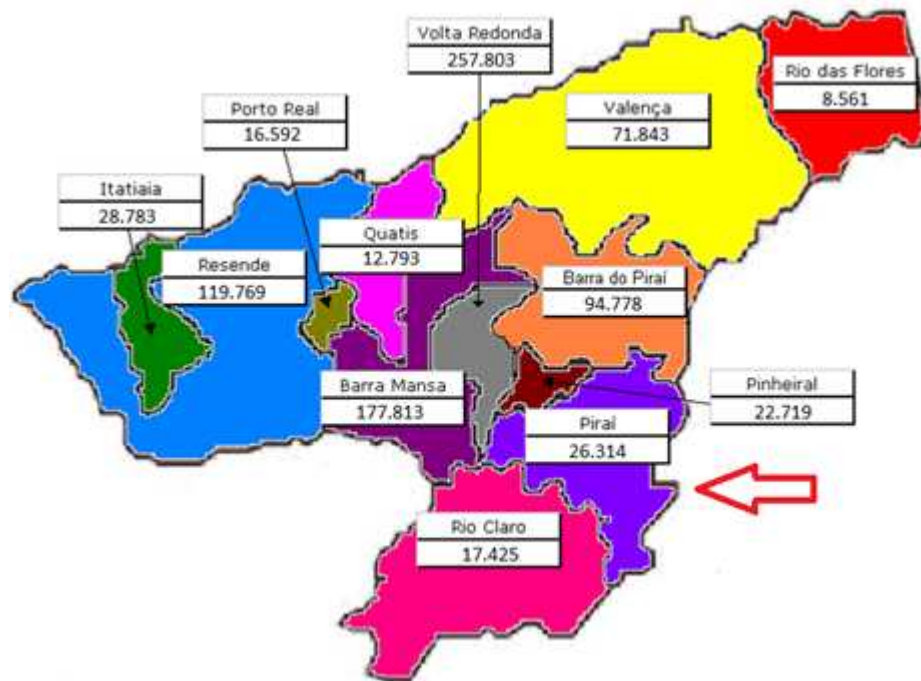 Volta Redonda
257.803
Rio das Flores
8.561
Porto Real
16.592
Valença
71.843
Itatiaia
28.783
Quatis
12.793
Resende
119.769
Barra do Piraí
94.778
Barra Mansa
177.813
Pinheiral
22.719
Piraí
26.314
Rio Claro
17.425